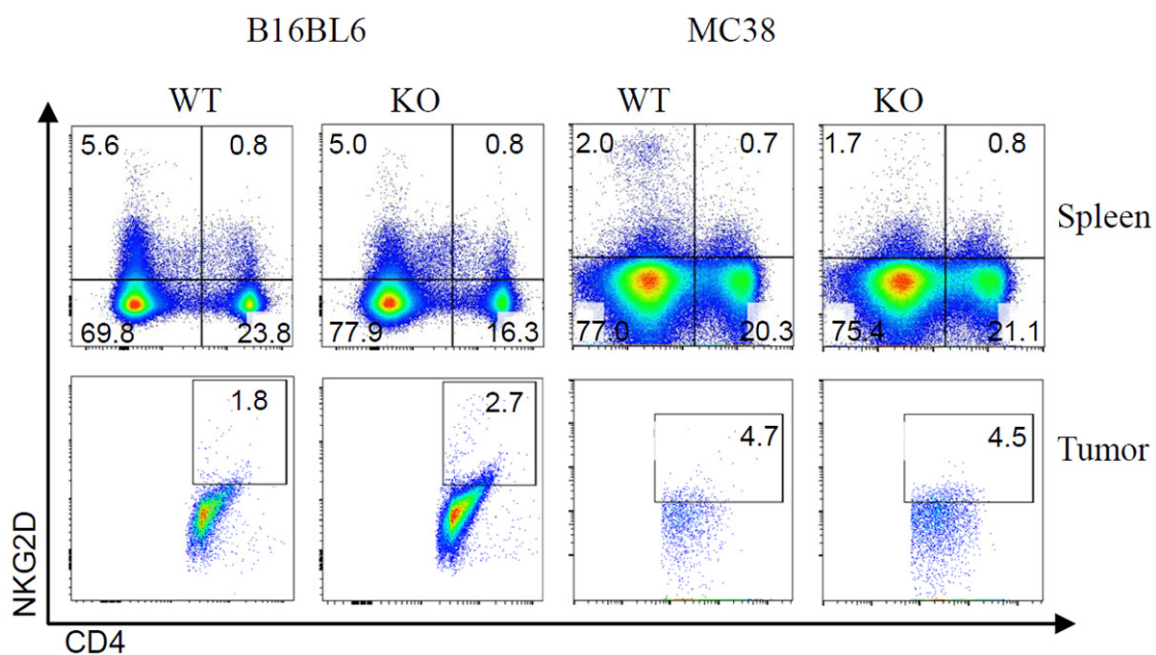 B16BL6 MC38
WT KO WT KO
5.6 0.8 5.0 0.8 2.0 0.7 1.7 0.8
Spleen
69.8 23.8 77.9 16.3 77.0 20.3 75.4 21.1
1.8 2.7 4.7 4.5
Tumor
NKG2D
CD4